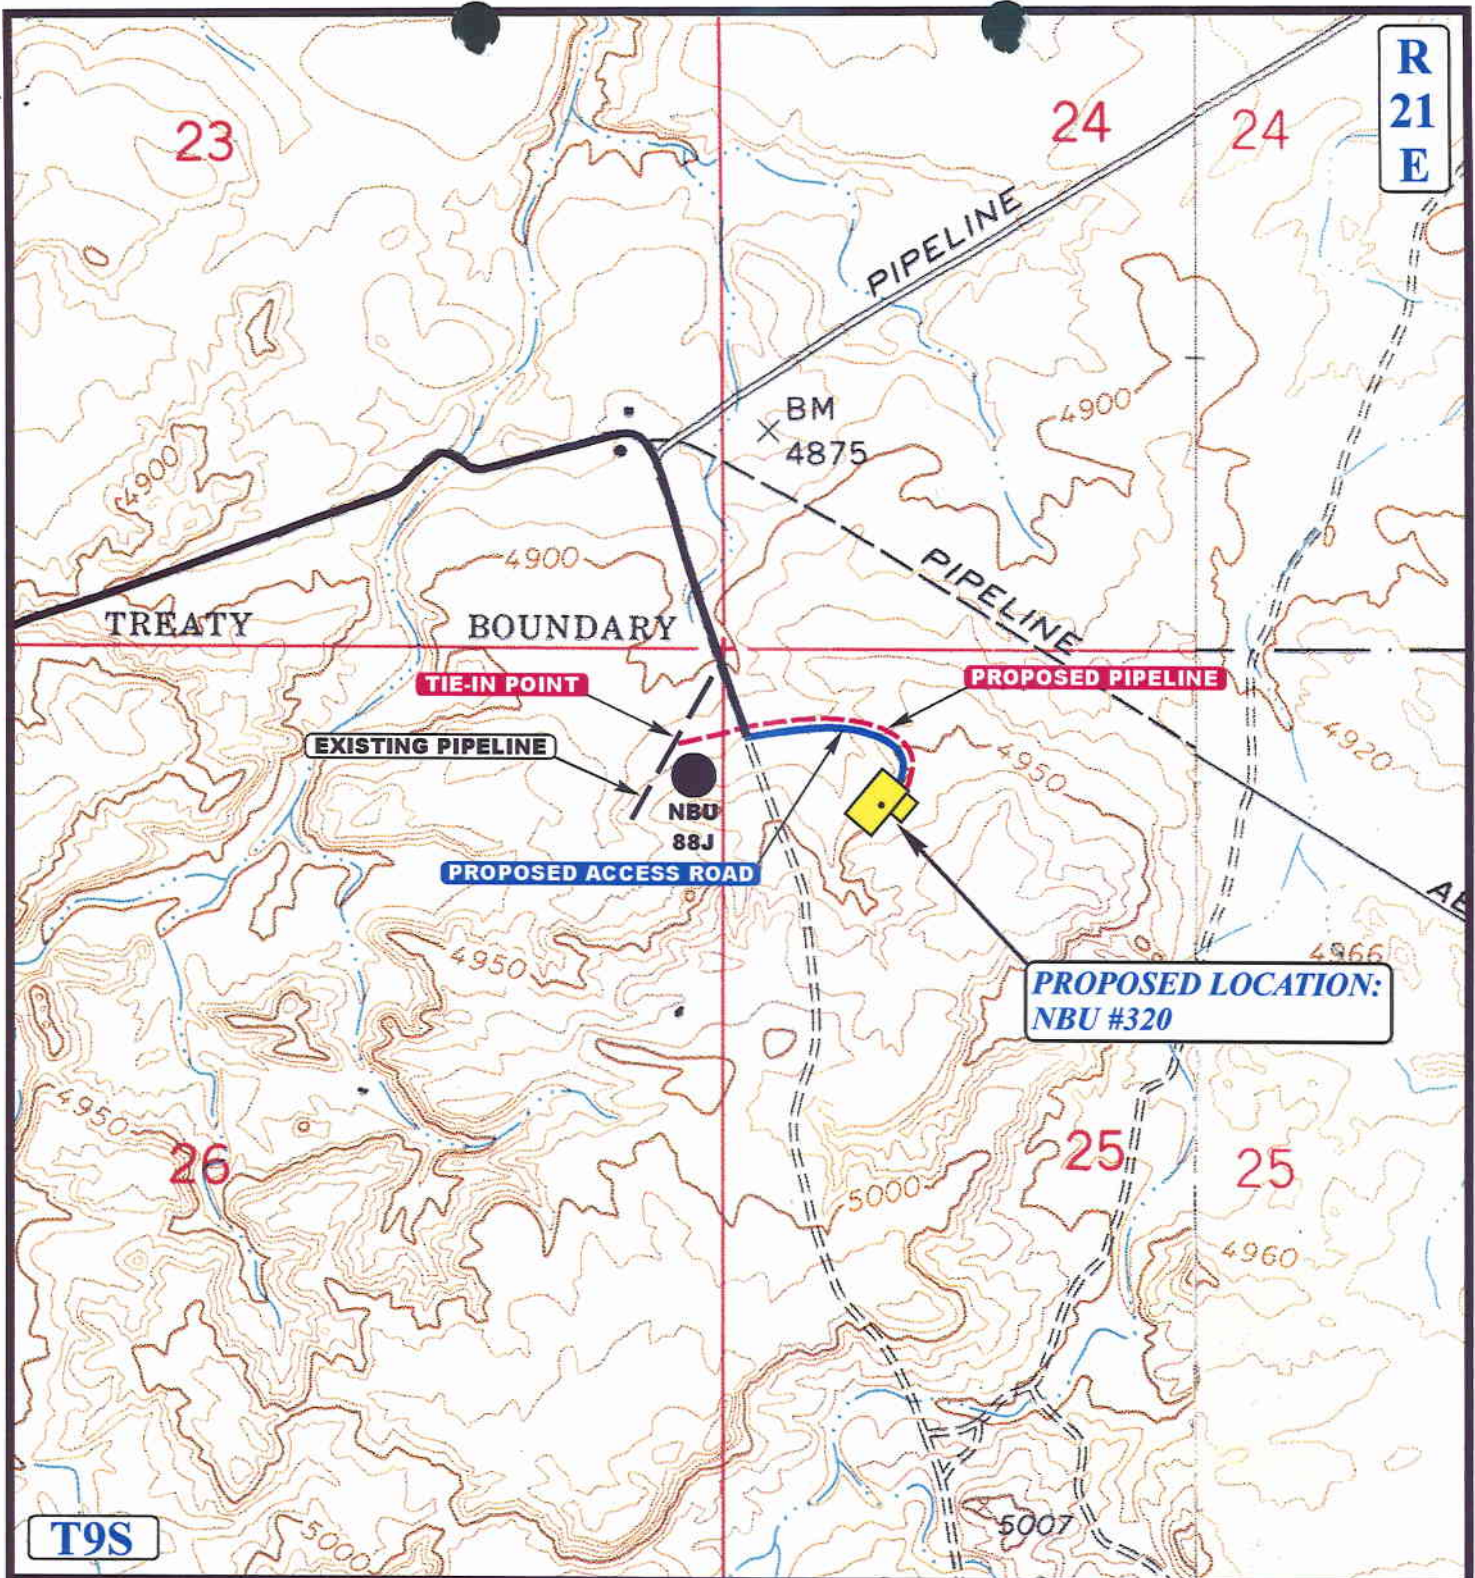 R
21
E
23
24
24
PIPELINE
BM
4875
4900
4900
4900
PIPELINE
TREATY BOUNDARY
TIE-IN POINT
PROPOSED PIPELINE
EXISTING PIPELINE
4920
4950
NBU
88J
PROPOSED ACCESS ROAD
4950
4966
PROPOSED LOCATION:
NBU #320
4950
26
25
25
5000
4960
5007
T9S
5000